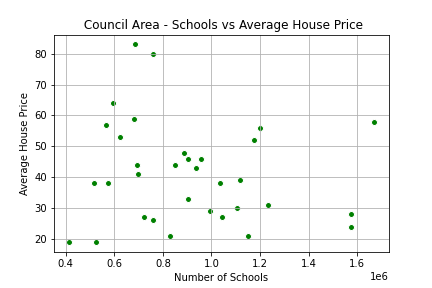 Council Area - Schools vs Average House Price
Average House Price
80
70
60
50
40
30
20
0.4 0.6 0.8 1.0 1.2 1.4 1.6
1e6
Number of Schools